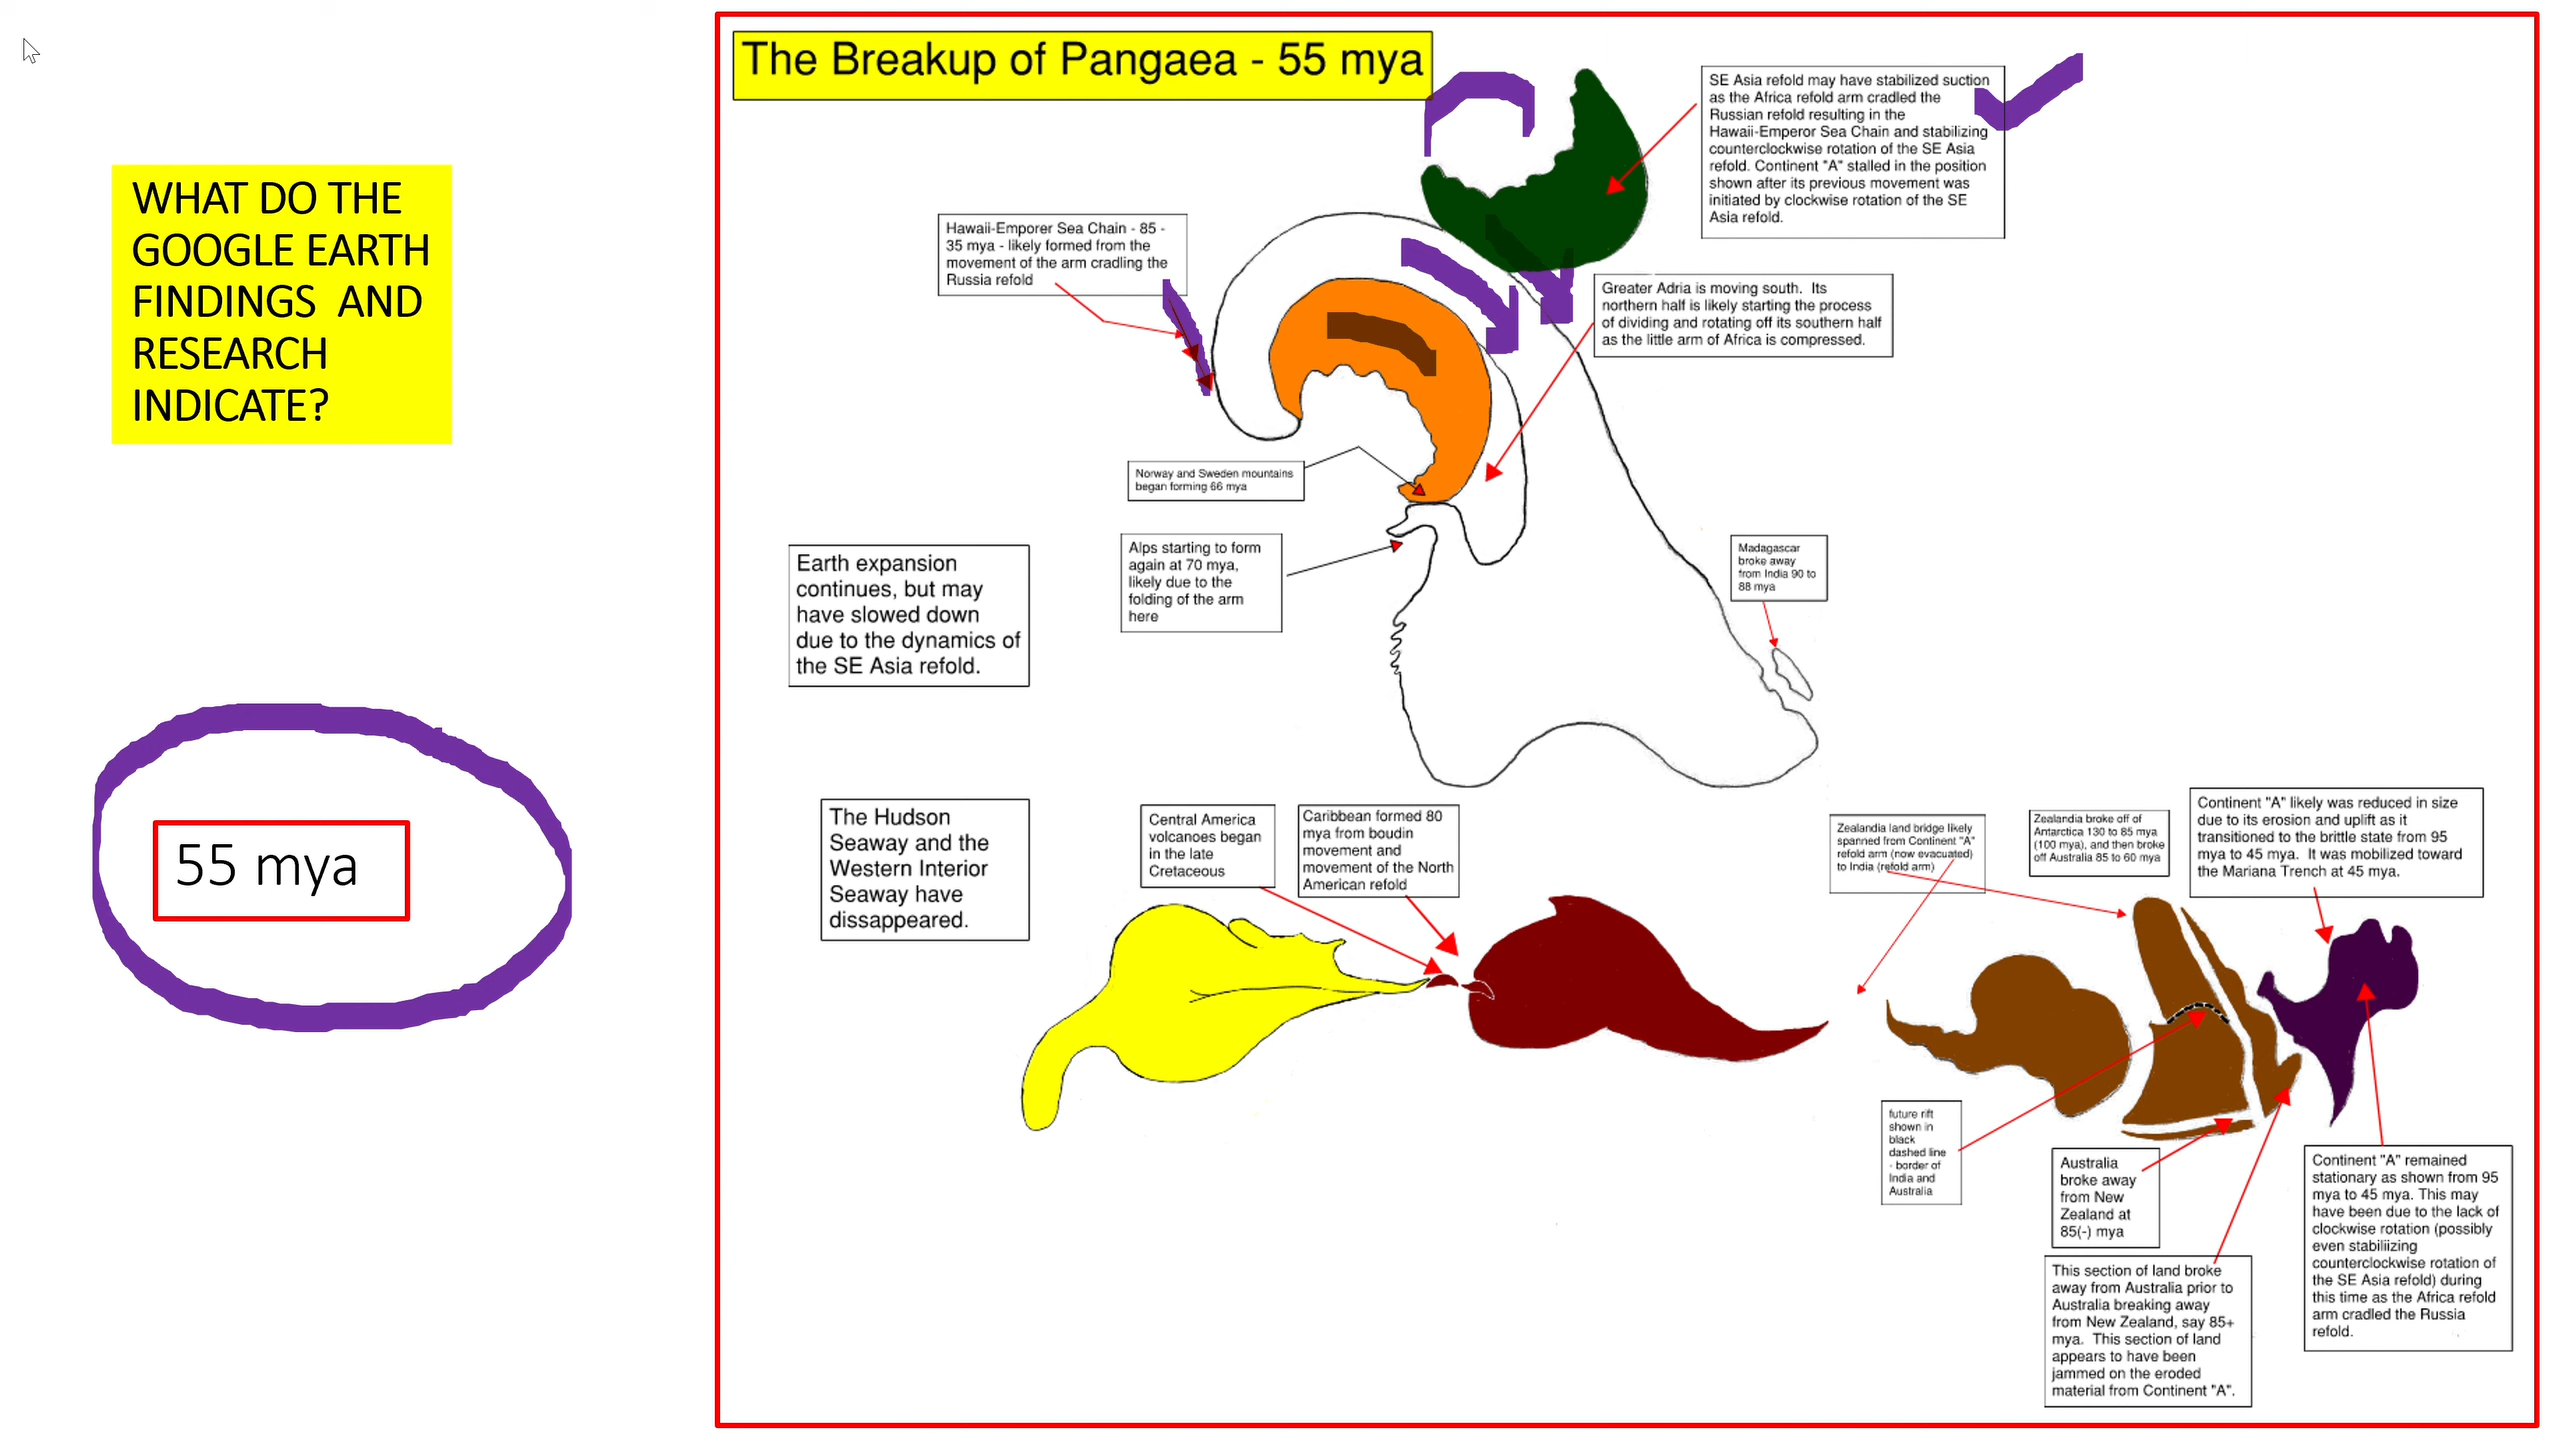 WHAT DO THE
GOOGLE EARTH
FINDINGS AND
RESEARCH
INDICATE?
55 mya
The Breakup of Pangaea - 55 mya
SE Asia refold may have stabilized suction
as the Africa refold arm cradled the
Russian refold resulting in the
Hawaii-Emperor Sea Chain and stabilizing
counterclockwise rotation of the SE Asia
refold. Continent "A" stalled in the position
shown after its previous movement was
initiated by clockwise rotation of the SE
Asia refold.
Hawaii-Emporer Sea Chain - 85 -
35 mya - likely formed from the
movement of the arm cradling the
Russia refold
Greater Adria is moving south. Its
northern half is likely starting the process
of dividing and rotating off its southern half
as the little arm of Africa is compressed.
Norway and Sweden mountains
began forming 66 mya
Alps starting to form
again at 70 mya,
likely due to the
folding of the arm
here
Earth expansion
continues, but may
have slowed down
due to the dynamics of
the SE Asia refold.
Madagascar
broke away
from India 90 to
88 mya
The Hudson
Seaway and the
Western Interior
Seaway have
dissappeared.
Central America
volcanoes began
in the late
Cretaceous
Caribbean formed 80
mya from boudin
movement and
movement of the North
American refold
Zealandia land bridge likely
spanned from Continent "A"
refold arm (now evacuated)
to India (refold arm)
Zealandia broke off of
Antarctica 130 to 85 mya
(100 mya), and then broke
off Australia 85 to 60 mya
Continent "A" likely was reduced in size
due to its erosion and uplift as it
transitioned to the brittle state from 95
mya to 45 mya. It was mobilized toward
the Mariana Trench at 45 mya.
future rift
shown in
black
dashed line
- border of
India and
Australia
Australia
broke away
from New
Zealand at
85(-) mya
This section of land broke
away from Australia prior to
Australia breaking away
from New Zealand, say 85+
mya. This section of land
appears to have been
jammed on the eroded
material from Continent "A".
Continent "A" remained
stationary as shown from 95
mya to 45 mya. This may
have been due to the lack of
clockwise rotation (possibly
even stabiliizing
counterclockwise rotation of
the SE Asia refold) during
this time as the Africa refold
arm cradled the Russia
refold.